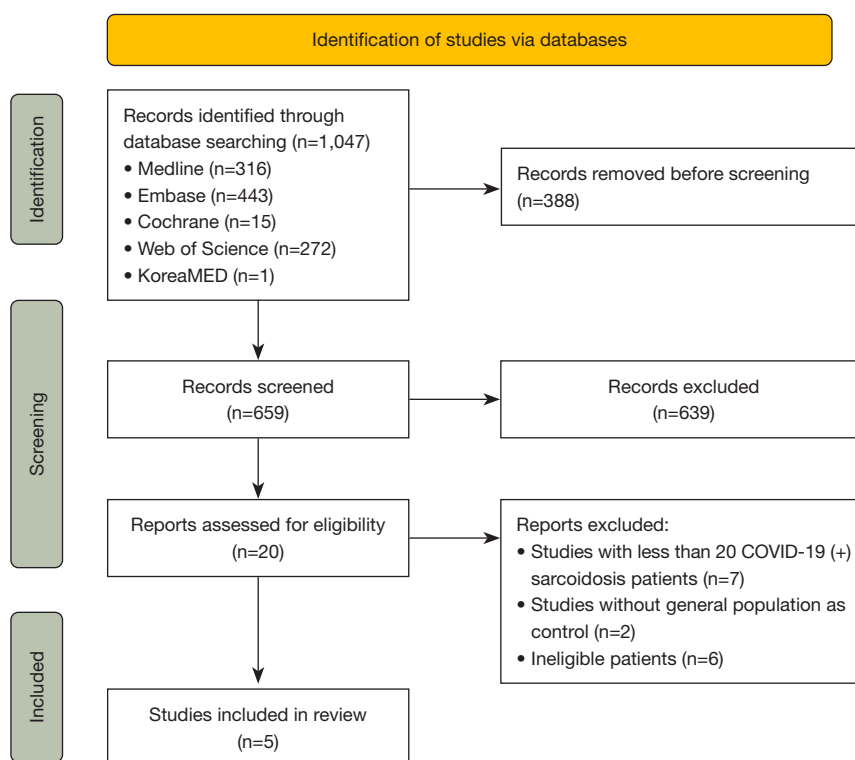 Identification of studies via databases
Identification
Records identified through
database searching (n=1,047)
• Medline (n=316)
• Embase (n=443)
• Cochrane (n=15)
• Web of Science (n=272)
• KoreaMED (n=1)
Records removed before screening
(n=388)
Screening
Records screened
(n=659)
Records excluded
(n=639)
Reports assessed for eligibility
(n=20)
Reports excluded:
• Studies with less than 20 COVID-19 (+)
sarcoidosis patients (n=7)
• Studies without general population as
control (n=2)
• Ineligible patients (n=6)
Included
Studies included in review
(n=5)